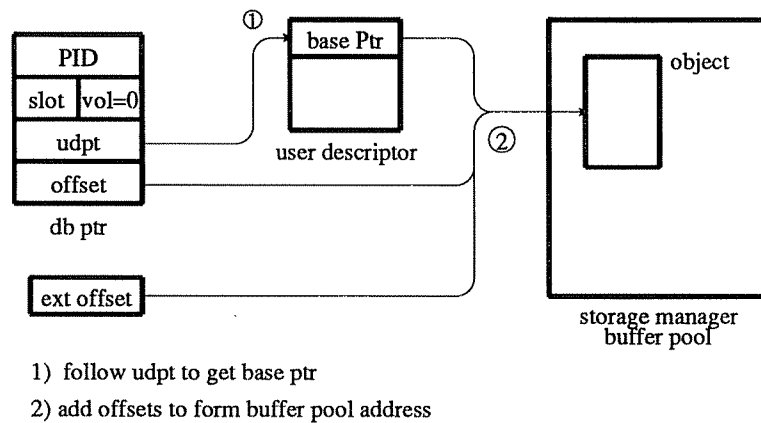 ①
PID
base Ptr
object
slot
vol=0
udpt
②
user descriptor
offset
db ptr
ext offset
storage manager
buffer pool
1) follow udpt to get base ptr
2) add offsets to form buffer pool address